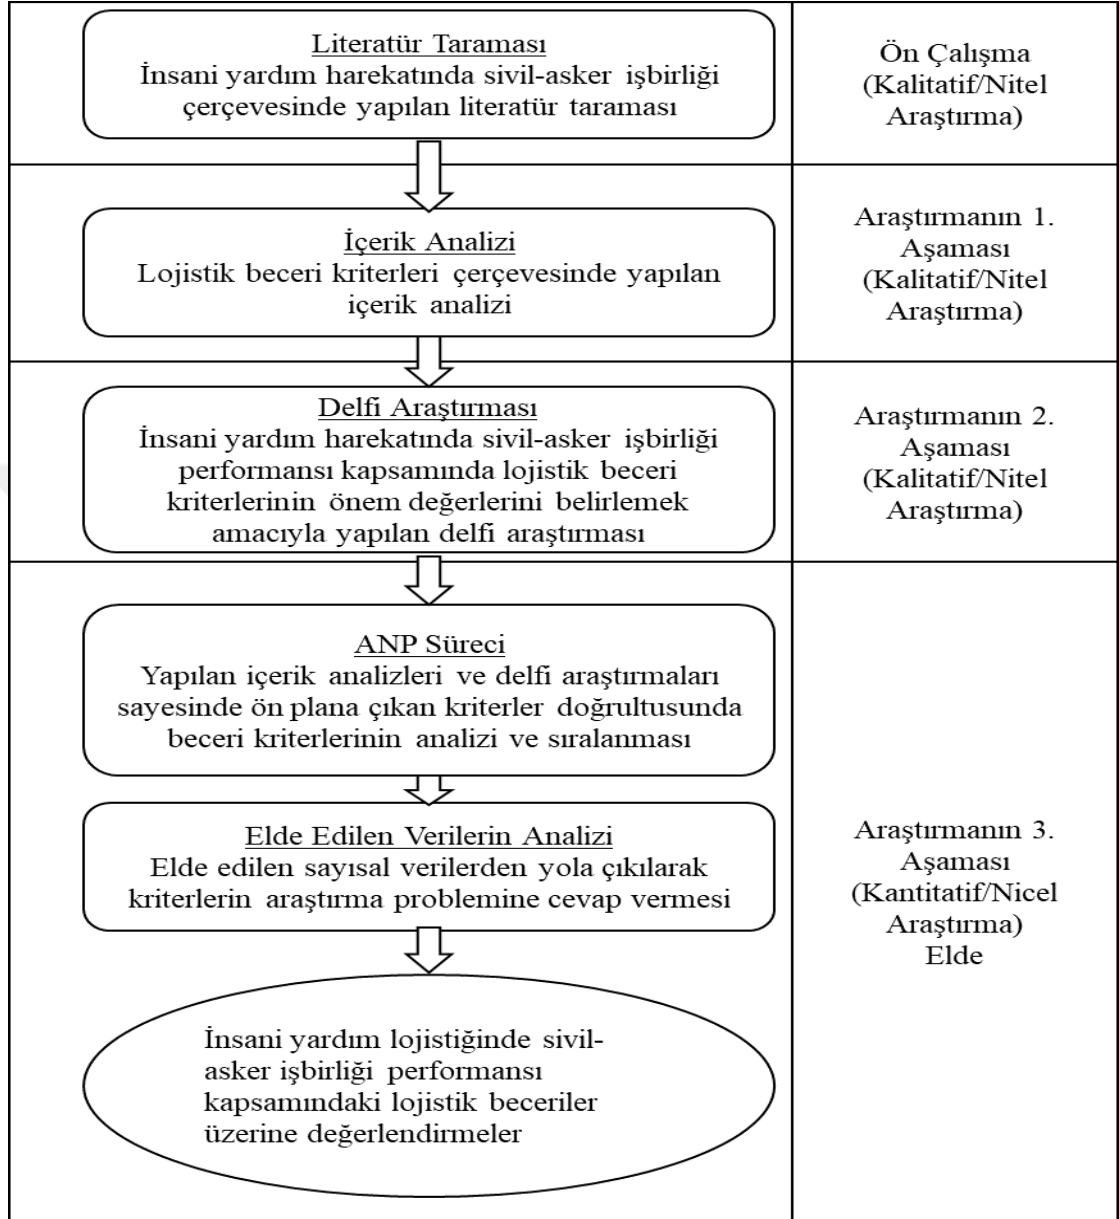 Literatür Taraması
İnsani yardım harekatında sivil-asker işbirliği
çerçevesinde yapılan literatür taraması
Ön Çalışma
(Kalitatif/Nitel
Araştırma)
İçerik Analizi
Lojistik beceri kriterleri çerçevesinde yapılan
içerik analizi
Araştırmanın 1.
Aşaması
(Kalitatif/Nitel
Araştırma)
Delfi Araştırması
İnsani yardım harekatında sivil-asker işbirliği
performansı kapsamında lojistik beceri
kriterlerinin önem değerlerini belirlemek
amacıyla yapılan delfi araştırması
Araştırmanın 2.
Aşaması
(Kalitatif/Nitel
Araştırma)
ANP Süreci
Yapılan içerik analizleri ve delfi araştırmaları
sayesinde ön plana çıkan kriterler doğrultusunda
beceri kriterlerinin analizi ve sıralanması
Elde Edilen Verilerin Analizi
Elde edilen sayısal verilerden yola çıkılarak
kriterlerin araştırma problemine cevap vermesi
İnsani yardım lojistiğinde sivil-
asker işbirliği performansı
kapsamındaki lojistik beceriler
üzerine değerlendirmeler
Araştırmanın 3.
Aşaması
(Kantitatif/Nicel
Araştırma)
Elde